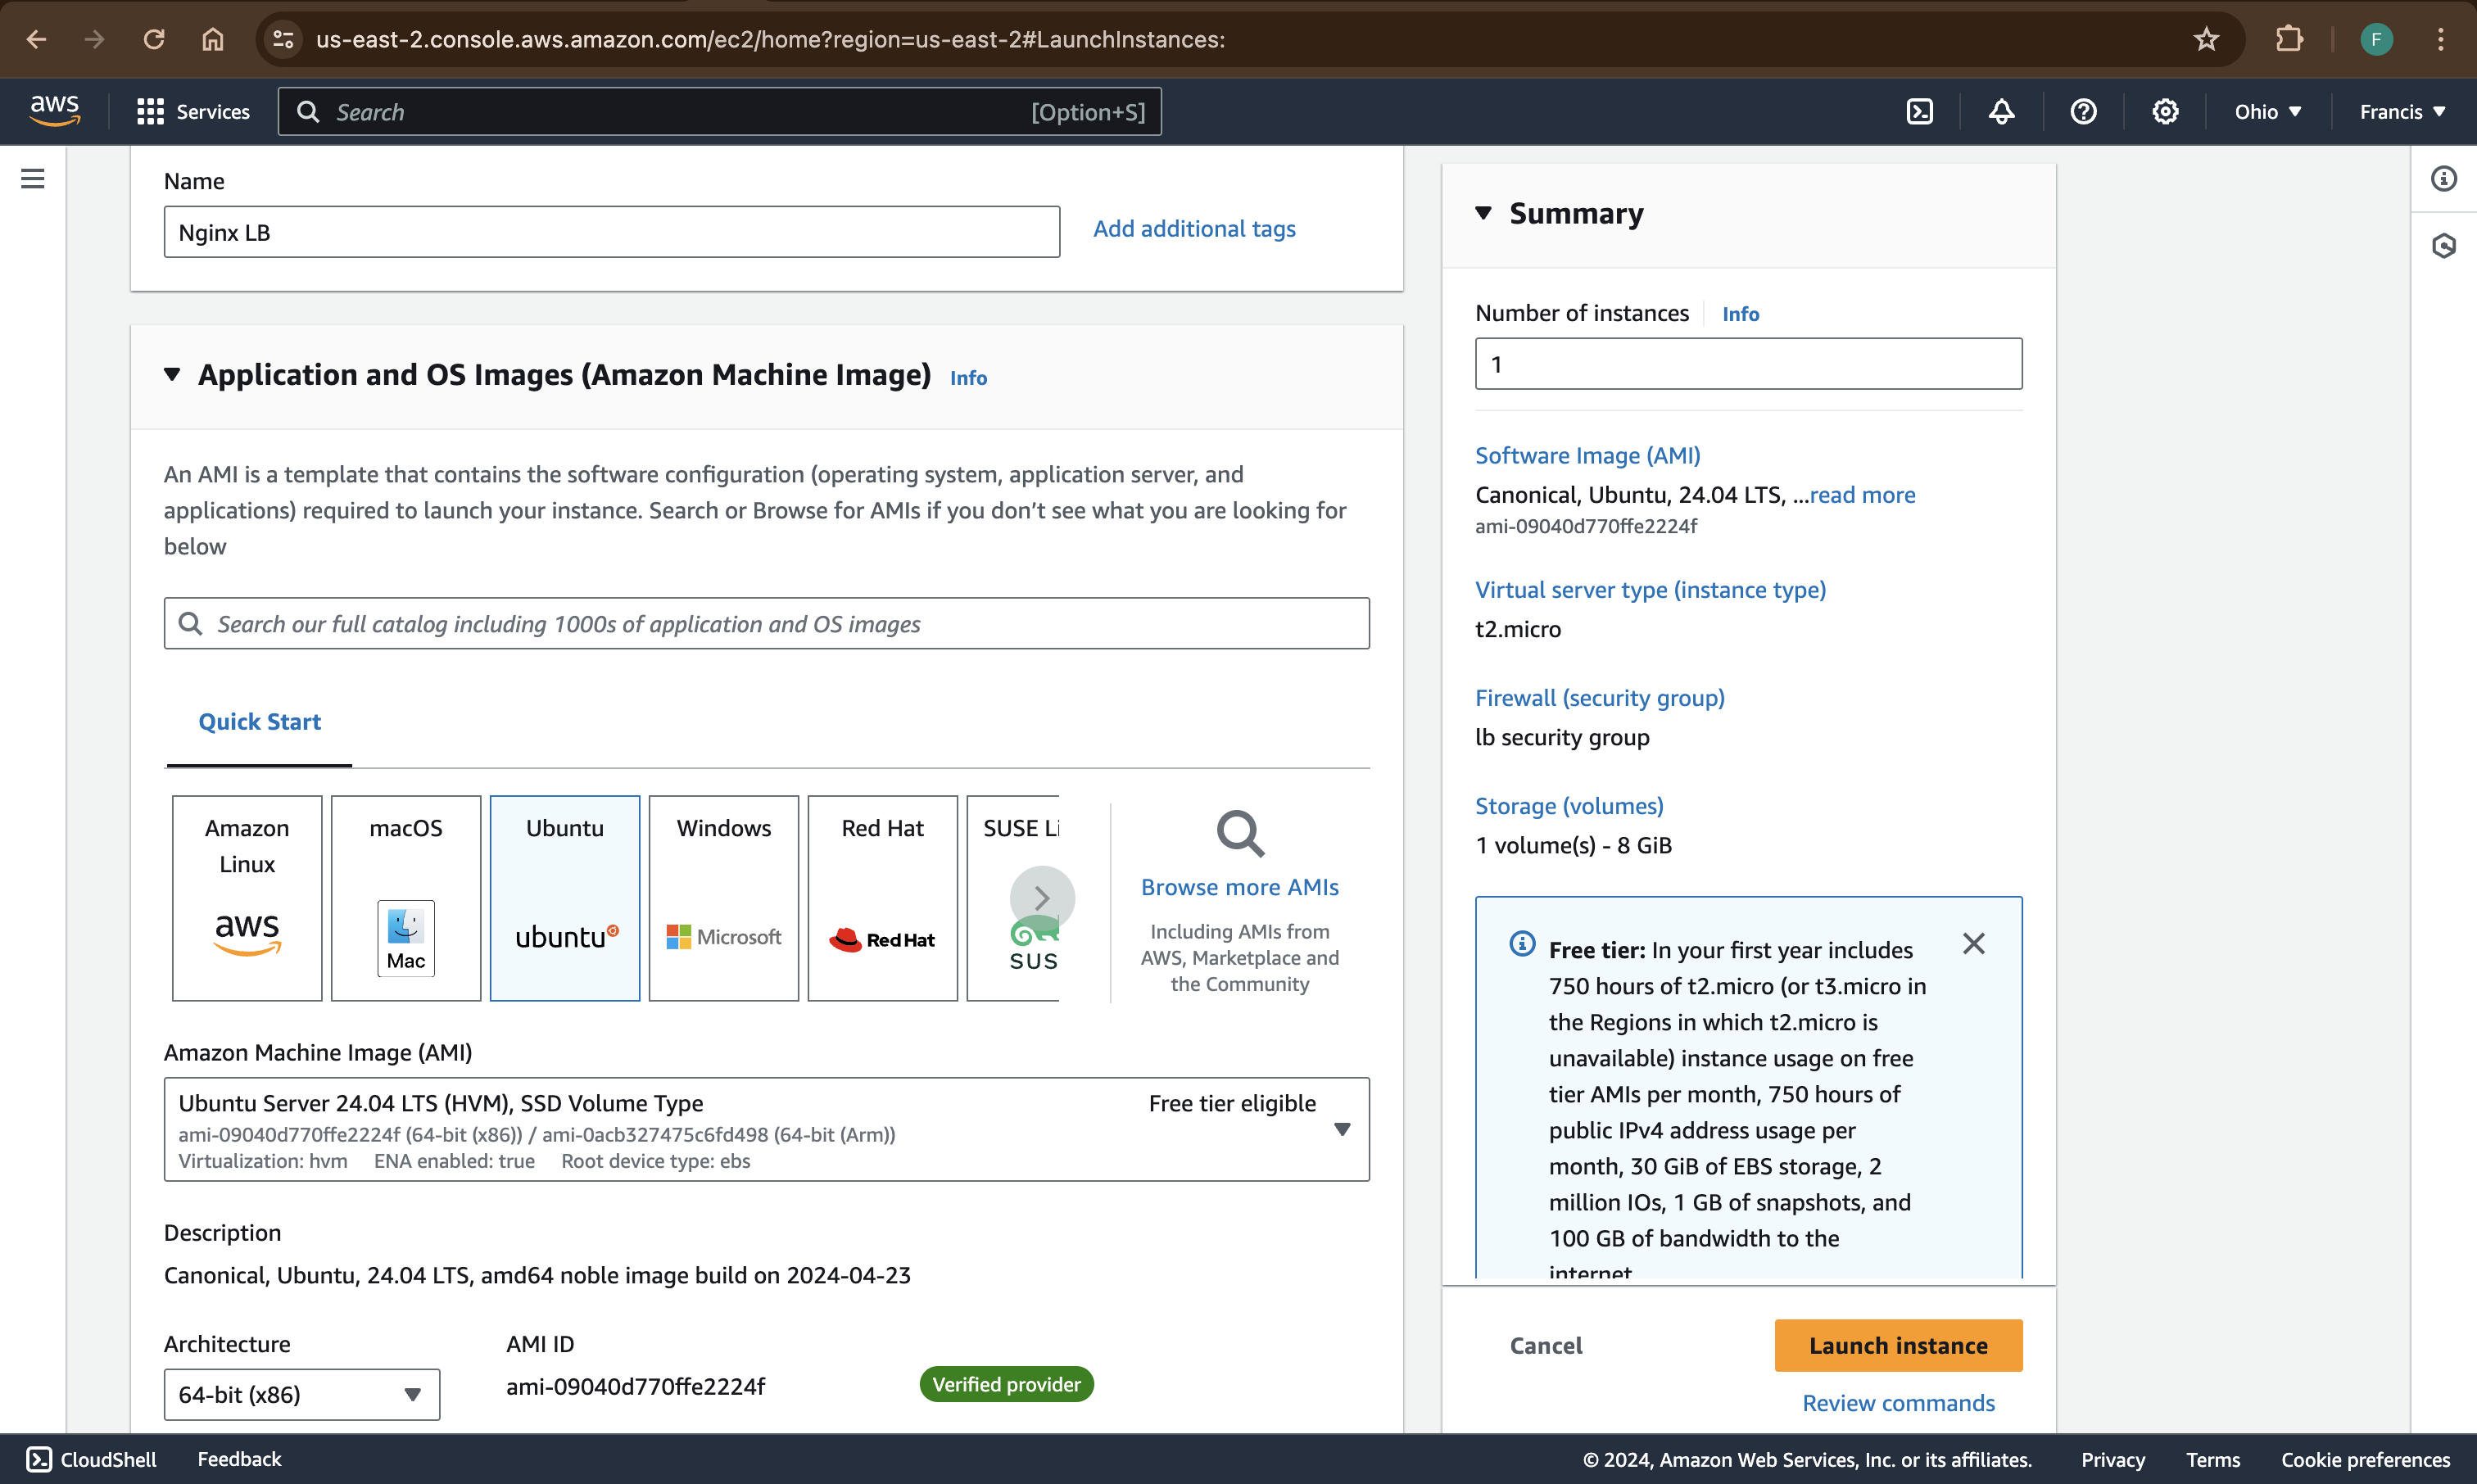 us-east-2.console.aws.amazon.com/ec2/home?region=us-east-2#LaunchInstances:
F
aws
Services
Search
[Option+S]
Ohio
Francis
Name
Nginx LB
Add additional tags
Application and OS Images (Amazon Machine Image)
Info
An AMI is a template that contains the software configuration (operating system, application server, and
applications) required to launch your instance. Search or Browse for AMIs if you don’t see what you are looking for
below
Search our full catalog including 1000s of application and OS images
Quick Start
Amazon
Linux
aws
macOS
Mac
Ubuntu
ubuntu
Windows
Microsoft
Red Hat
Red Hat
SUSE Li
SUS
Browse more AMIs
Including AMIs from
AWS, Marketplace and
the Community
Amazon Machine Image (AMI)
Ubuntu Server 24.04 LTS (HVM), SSD Volume Type
Free tier eligible
ami-09040d770ffe2224f (64-bit (x86)) / ami-0acb327475c6fd498 (64-bit (Arm))
Virtualization: hvm ENA enabled: true Root device type: ebs
Description
Canonical, Ubuntu, 24.04 LTS, amd64 noble image build on 2024-04-23
Architecture
64-bit (x86)
AMI ID
ami-09040d770ffe2224f
Verified provider
Summary
Number of instances
Info
1
Software Image (AMI)
Canonical, Ubuntu, 24.04 LTS, ...read more
ami-09040d770ffe2224f
Virtual server type (instance type)
t2.micro
Firewall (security group)
lb security group
Storage (volumes)
1 volume(s) - 8 GiB
Free tier: In your first year includes
750 hours of t2.micro (or t3.micro in
the Regions in which t2.micro is
unavailable) instance usage on free
tier AMIs per month, 750 hours of
public IPv4 address usage per
month, 30 GiB of EBS storage, 2
million IOs, 1 GB of snapshots, and
100 GB of bandwidth to the
internet
Cancel
Launch instance
Review commands
CloudShell
Feedback
© 2024, Amazon Web Services, Inc. or its affiliates.
Privacy
Terms
Cookie preferences